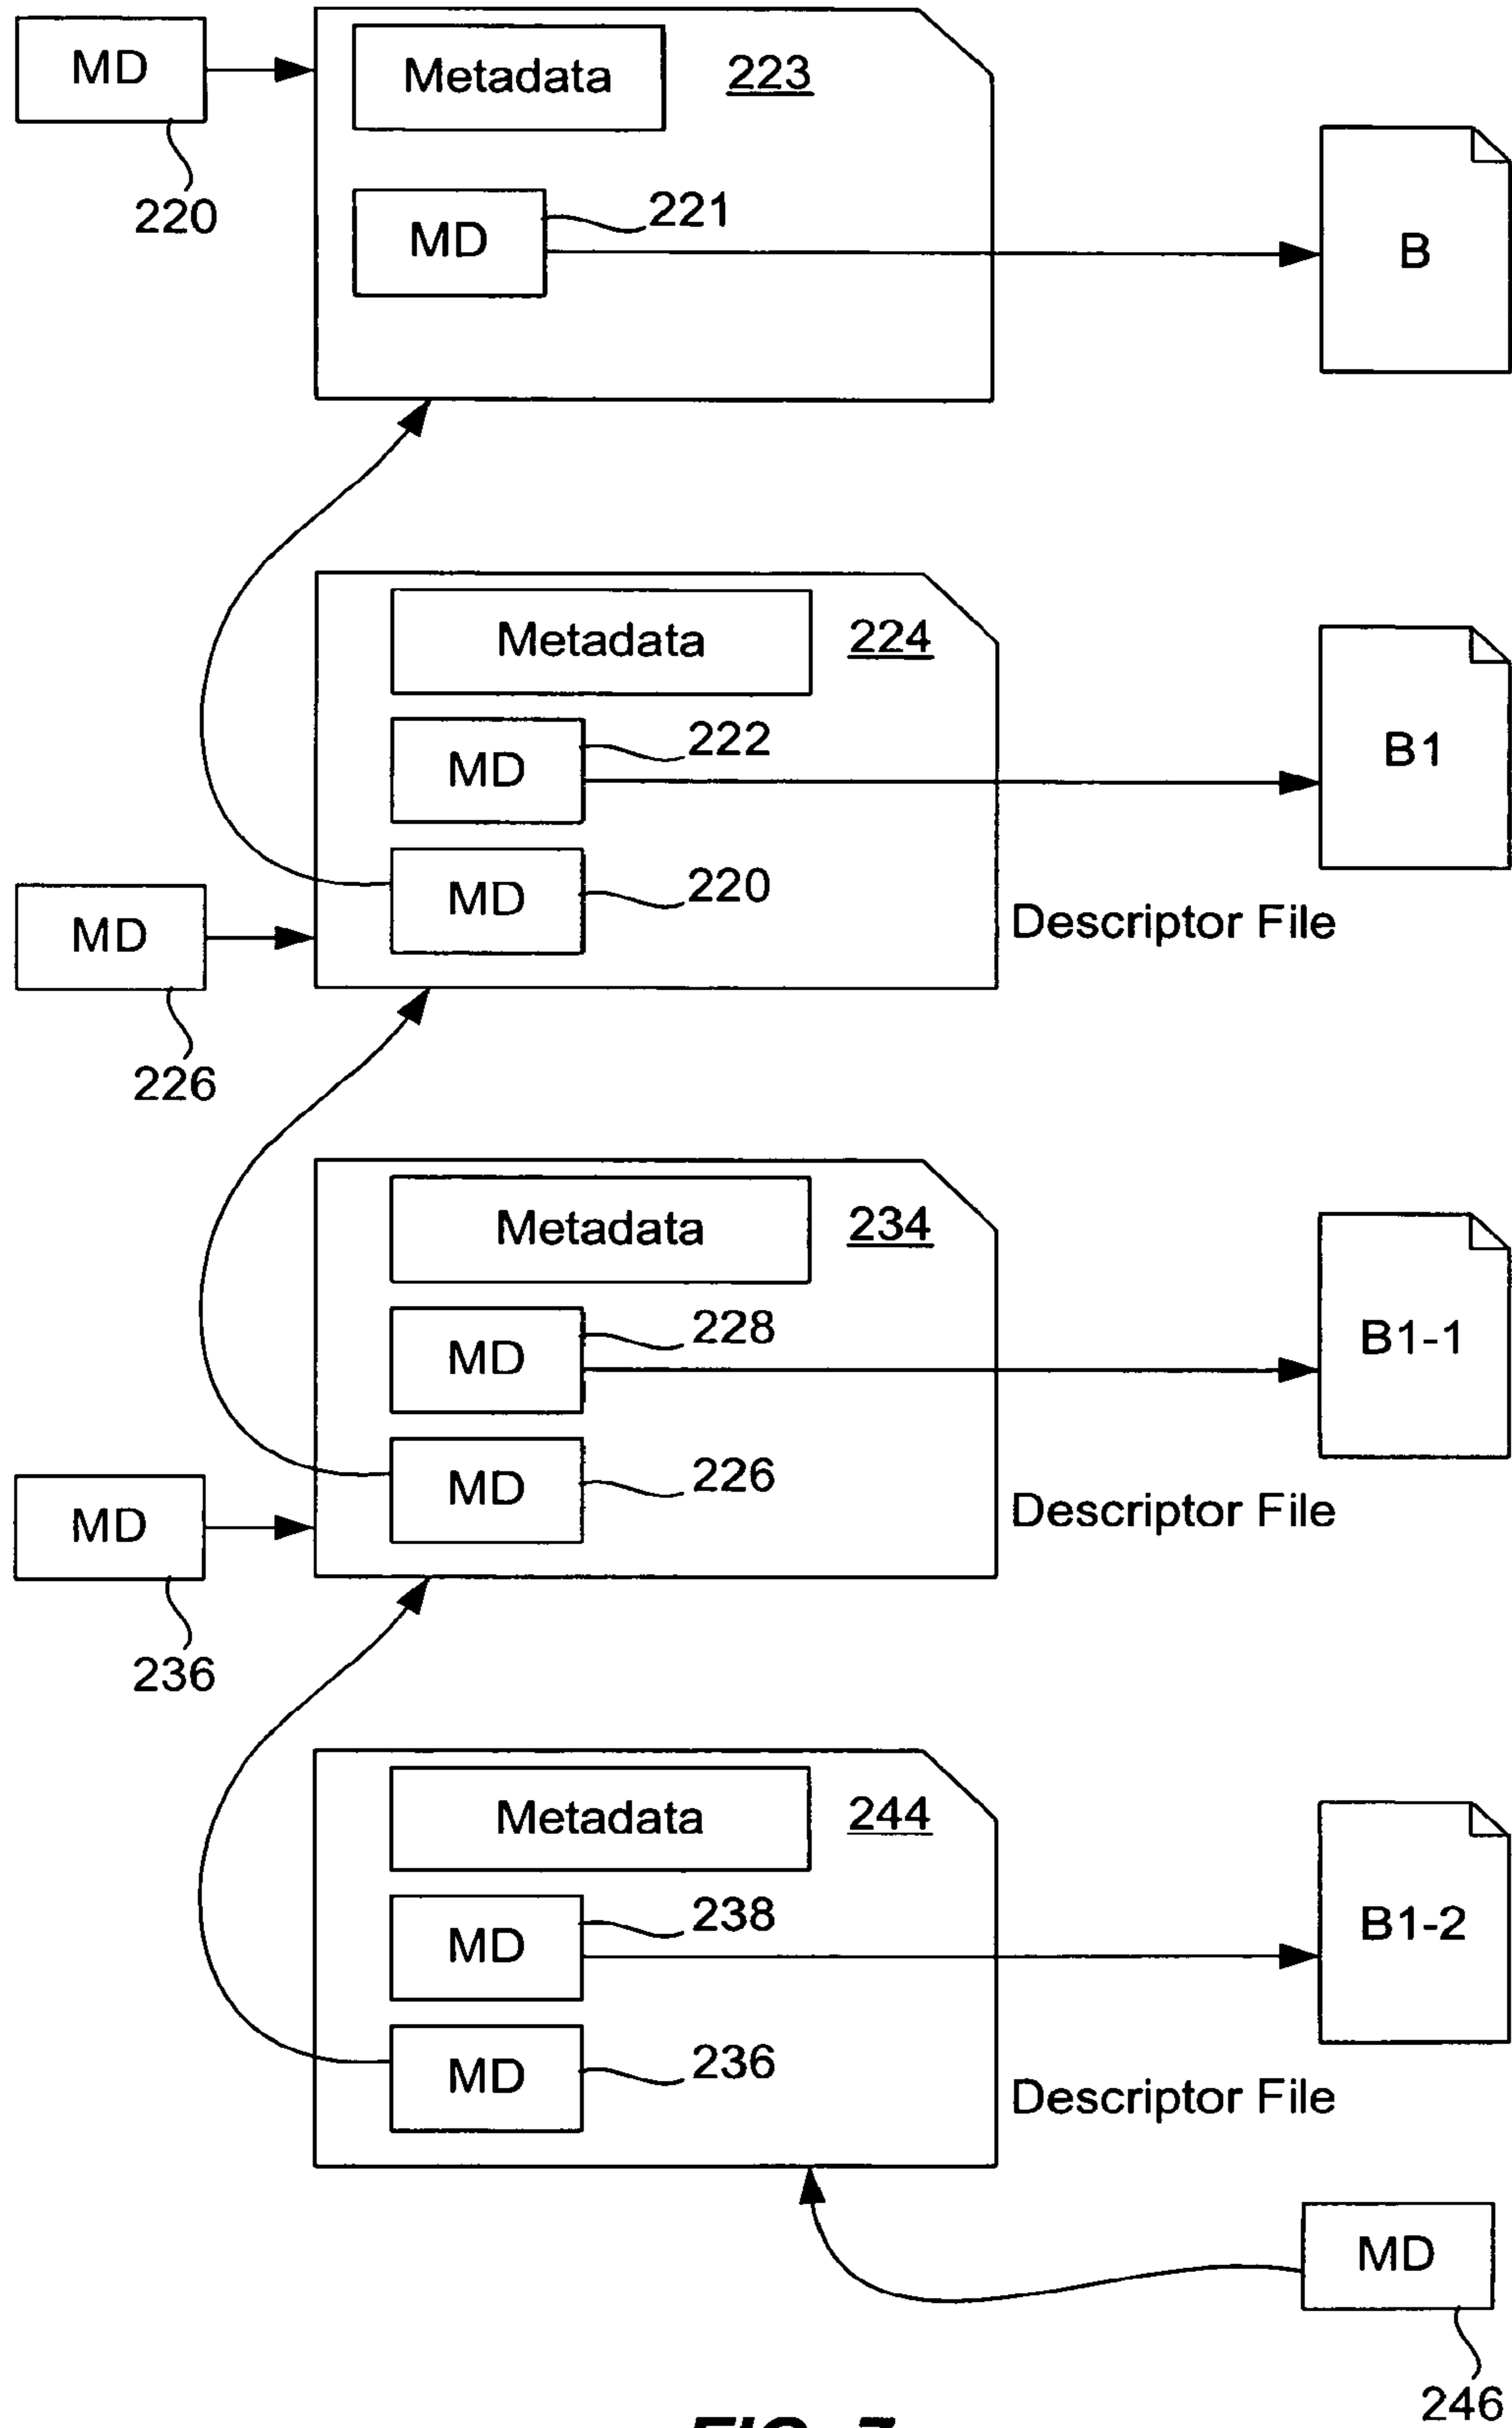 MD
Metadata 223
220
MD 221
B
Metadata 224
MD 222
B1
MD 220
MD
Descriptor File
226
Metadata 234
MD 228
B1-1
MD 226
MD
Descriptor File
236
Metadata 244
MD 238
B1-2
MD 236
Descriptor File
MD
246